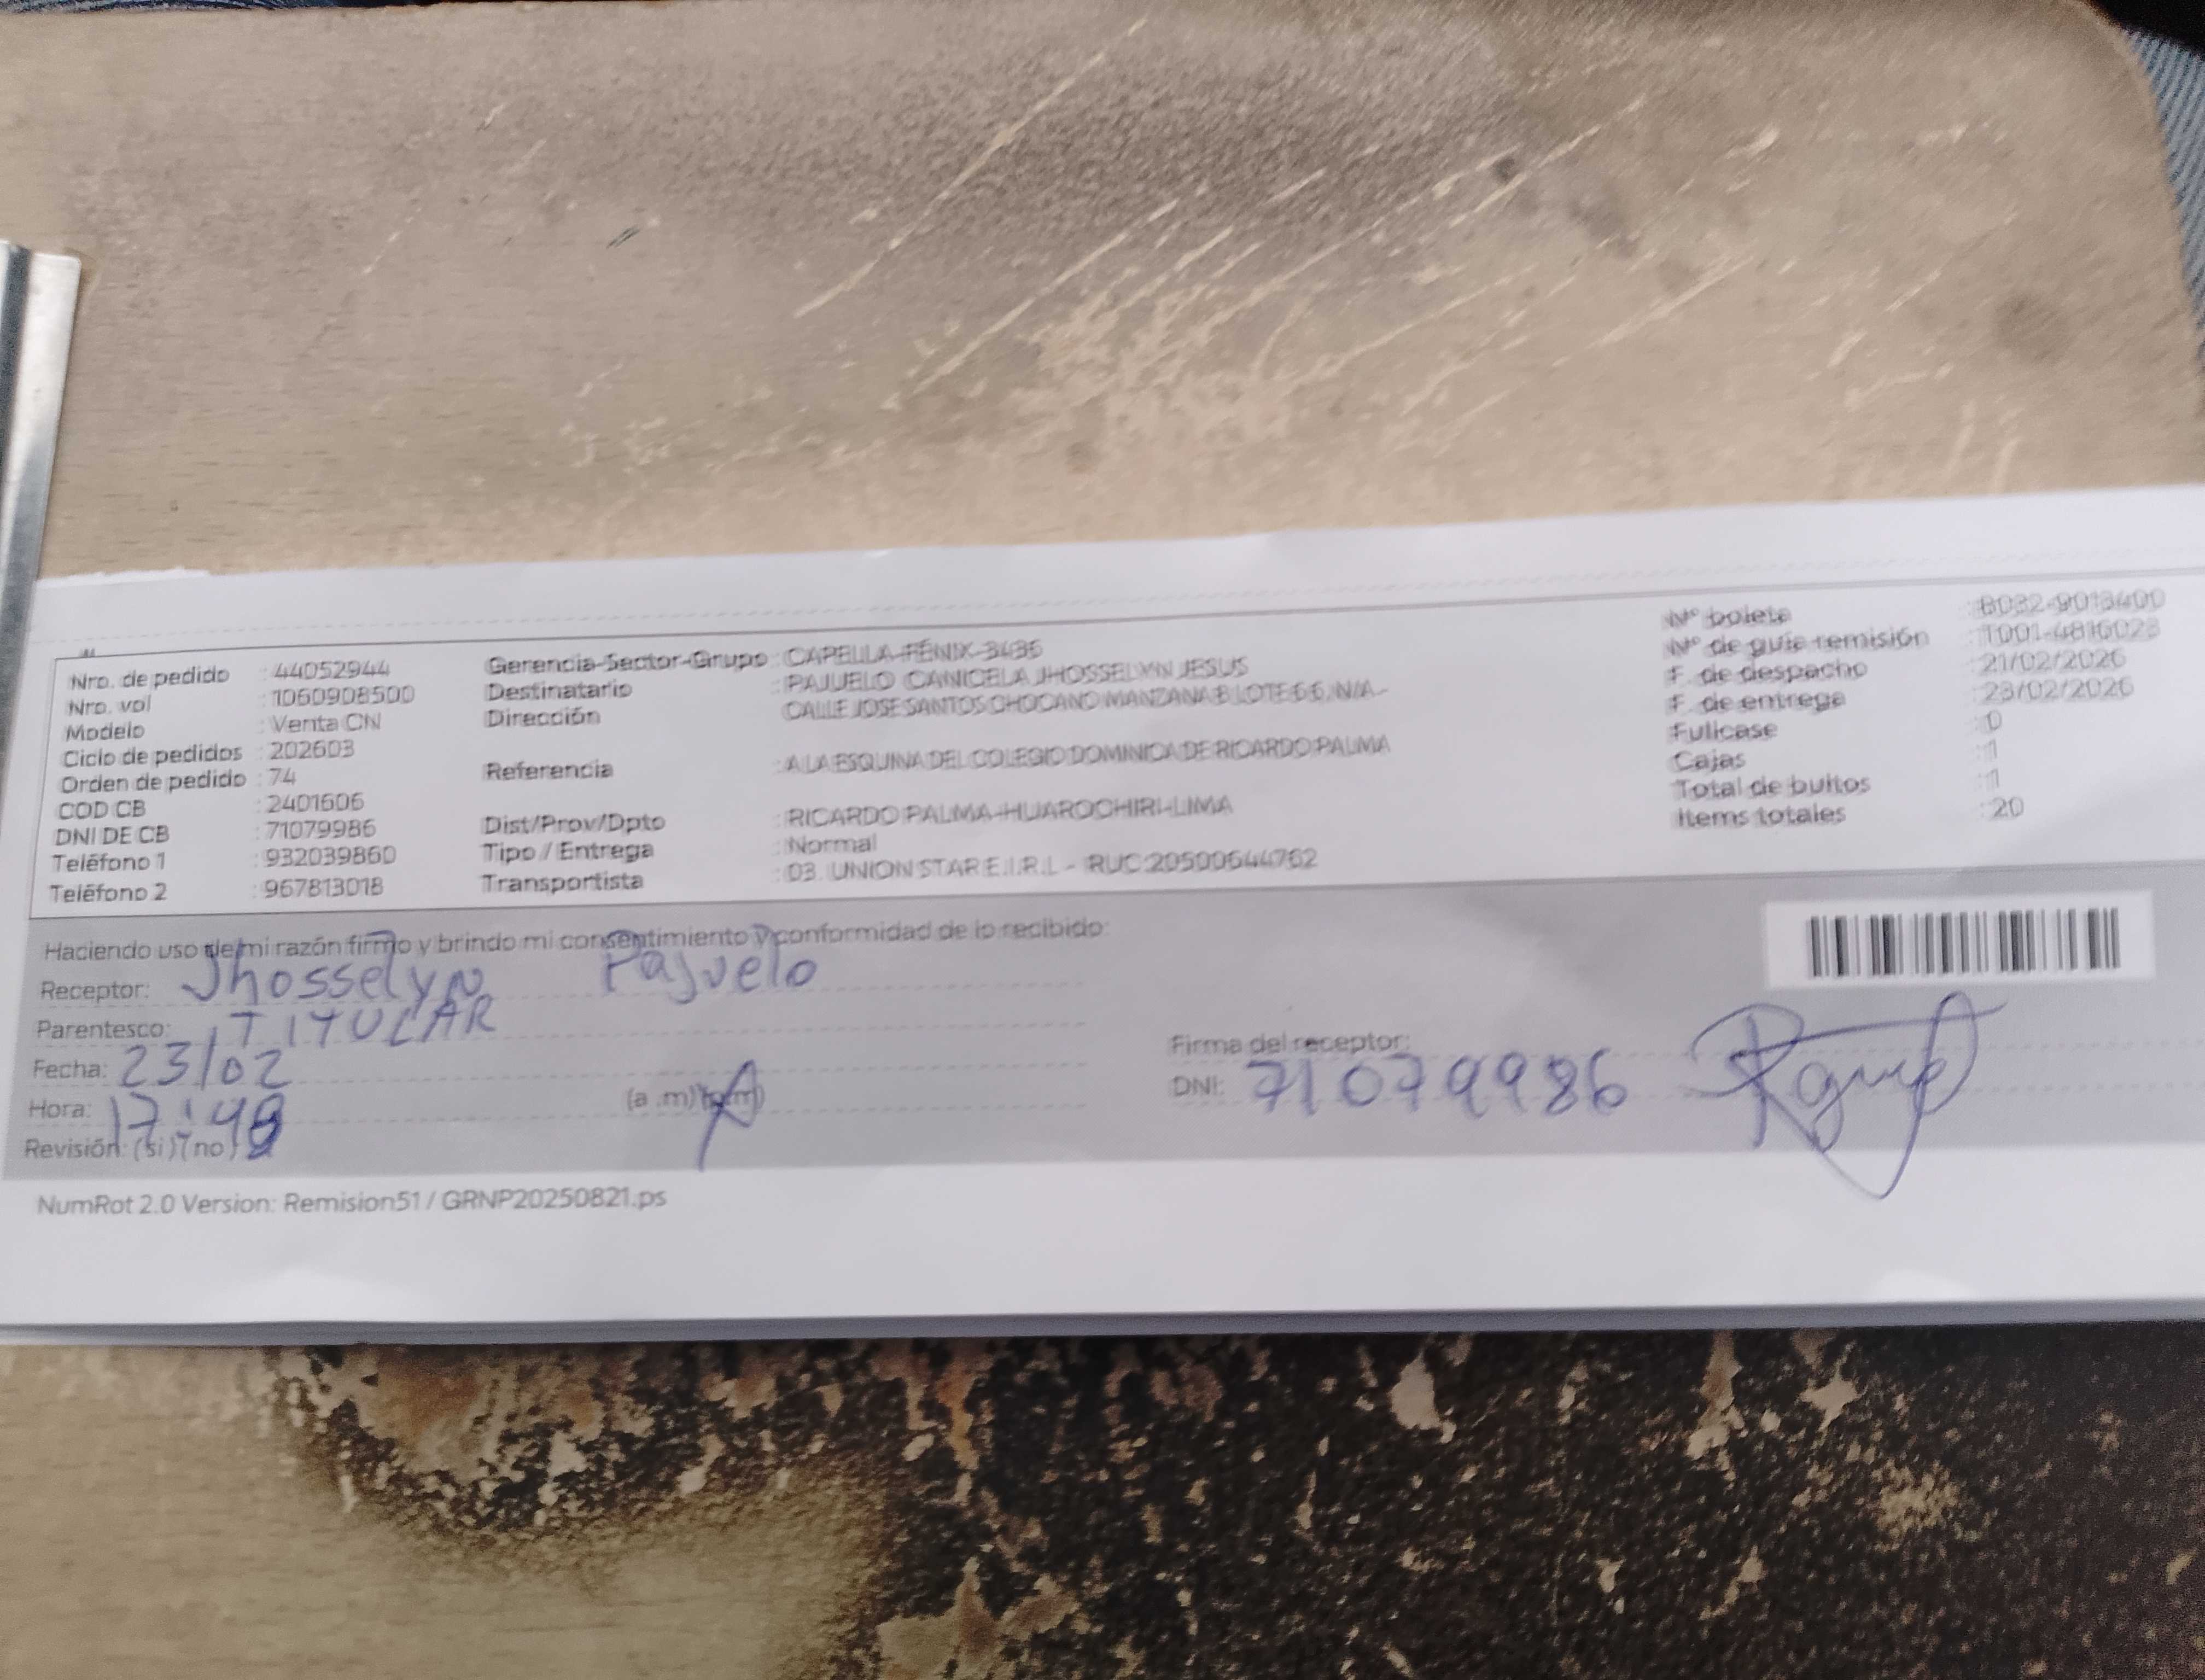 Nro. de pedido : 44052944 Gerencia-Sector-Grupo : CAPELLA-FÉNIX-3435 Nº boleta : B032-9013400
Nro. vol : 1060908500 Destinatario : PAJUELO CANICELA JHOSSELYN JESUS Nº de guía remisión : T001-4816023
Modelo : Venta CN Dirección : CALLE JOSE SANTOS CHOCANO MANZANA B LOTE 6 6, N/A- F. de despacho : 21/02/2026
Ciclo de pedidos : 202603 F. de entrega : 23/02/2026
Orden de pedido : 74 Referencia : A LA ESQUINA DEL COLEGIO DOMINICA DE RICARDO PALMA Fullcase : 0
COD CB : 2401606 Cajas : 1
DNI DE CB : 71079986 Dist/Prov/Dpto : RICARDO PALMA-HUAROCHIRI-LIMA Total de bultos : 1
Teléfono 1 : 932039860 Tipo / Entrega : Normal Items totales : 20
Teléfono 2 : 967813018 Transportista : 03. UNION STAR E.I.R.L - RUC:20500644762
Haciendo uso de mi razón firmo y brindo mi consentimiento y conformidad de lo recibido:
Receptor: Jhosselyn Pajuelo
Parentesco: TITULAR
Fecha: 23/02 Firma del receptor:
Hora: 17:48 (a .m) (p.m) DNI: 71079986
Revisión: (si) (no)
NumRot 2.0 Version: Remision51 / GRNP20250821.ps